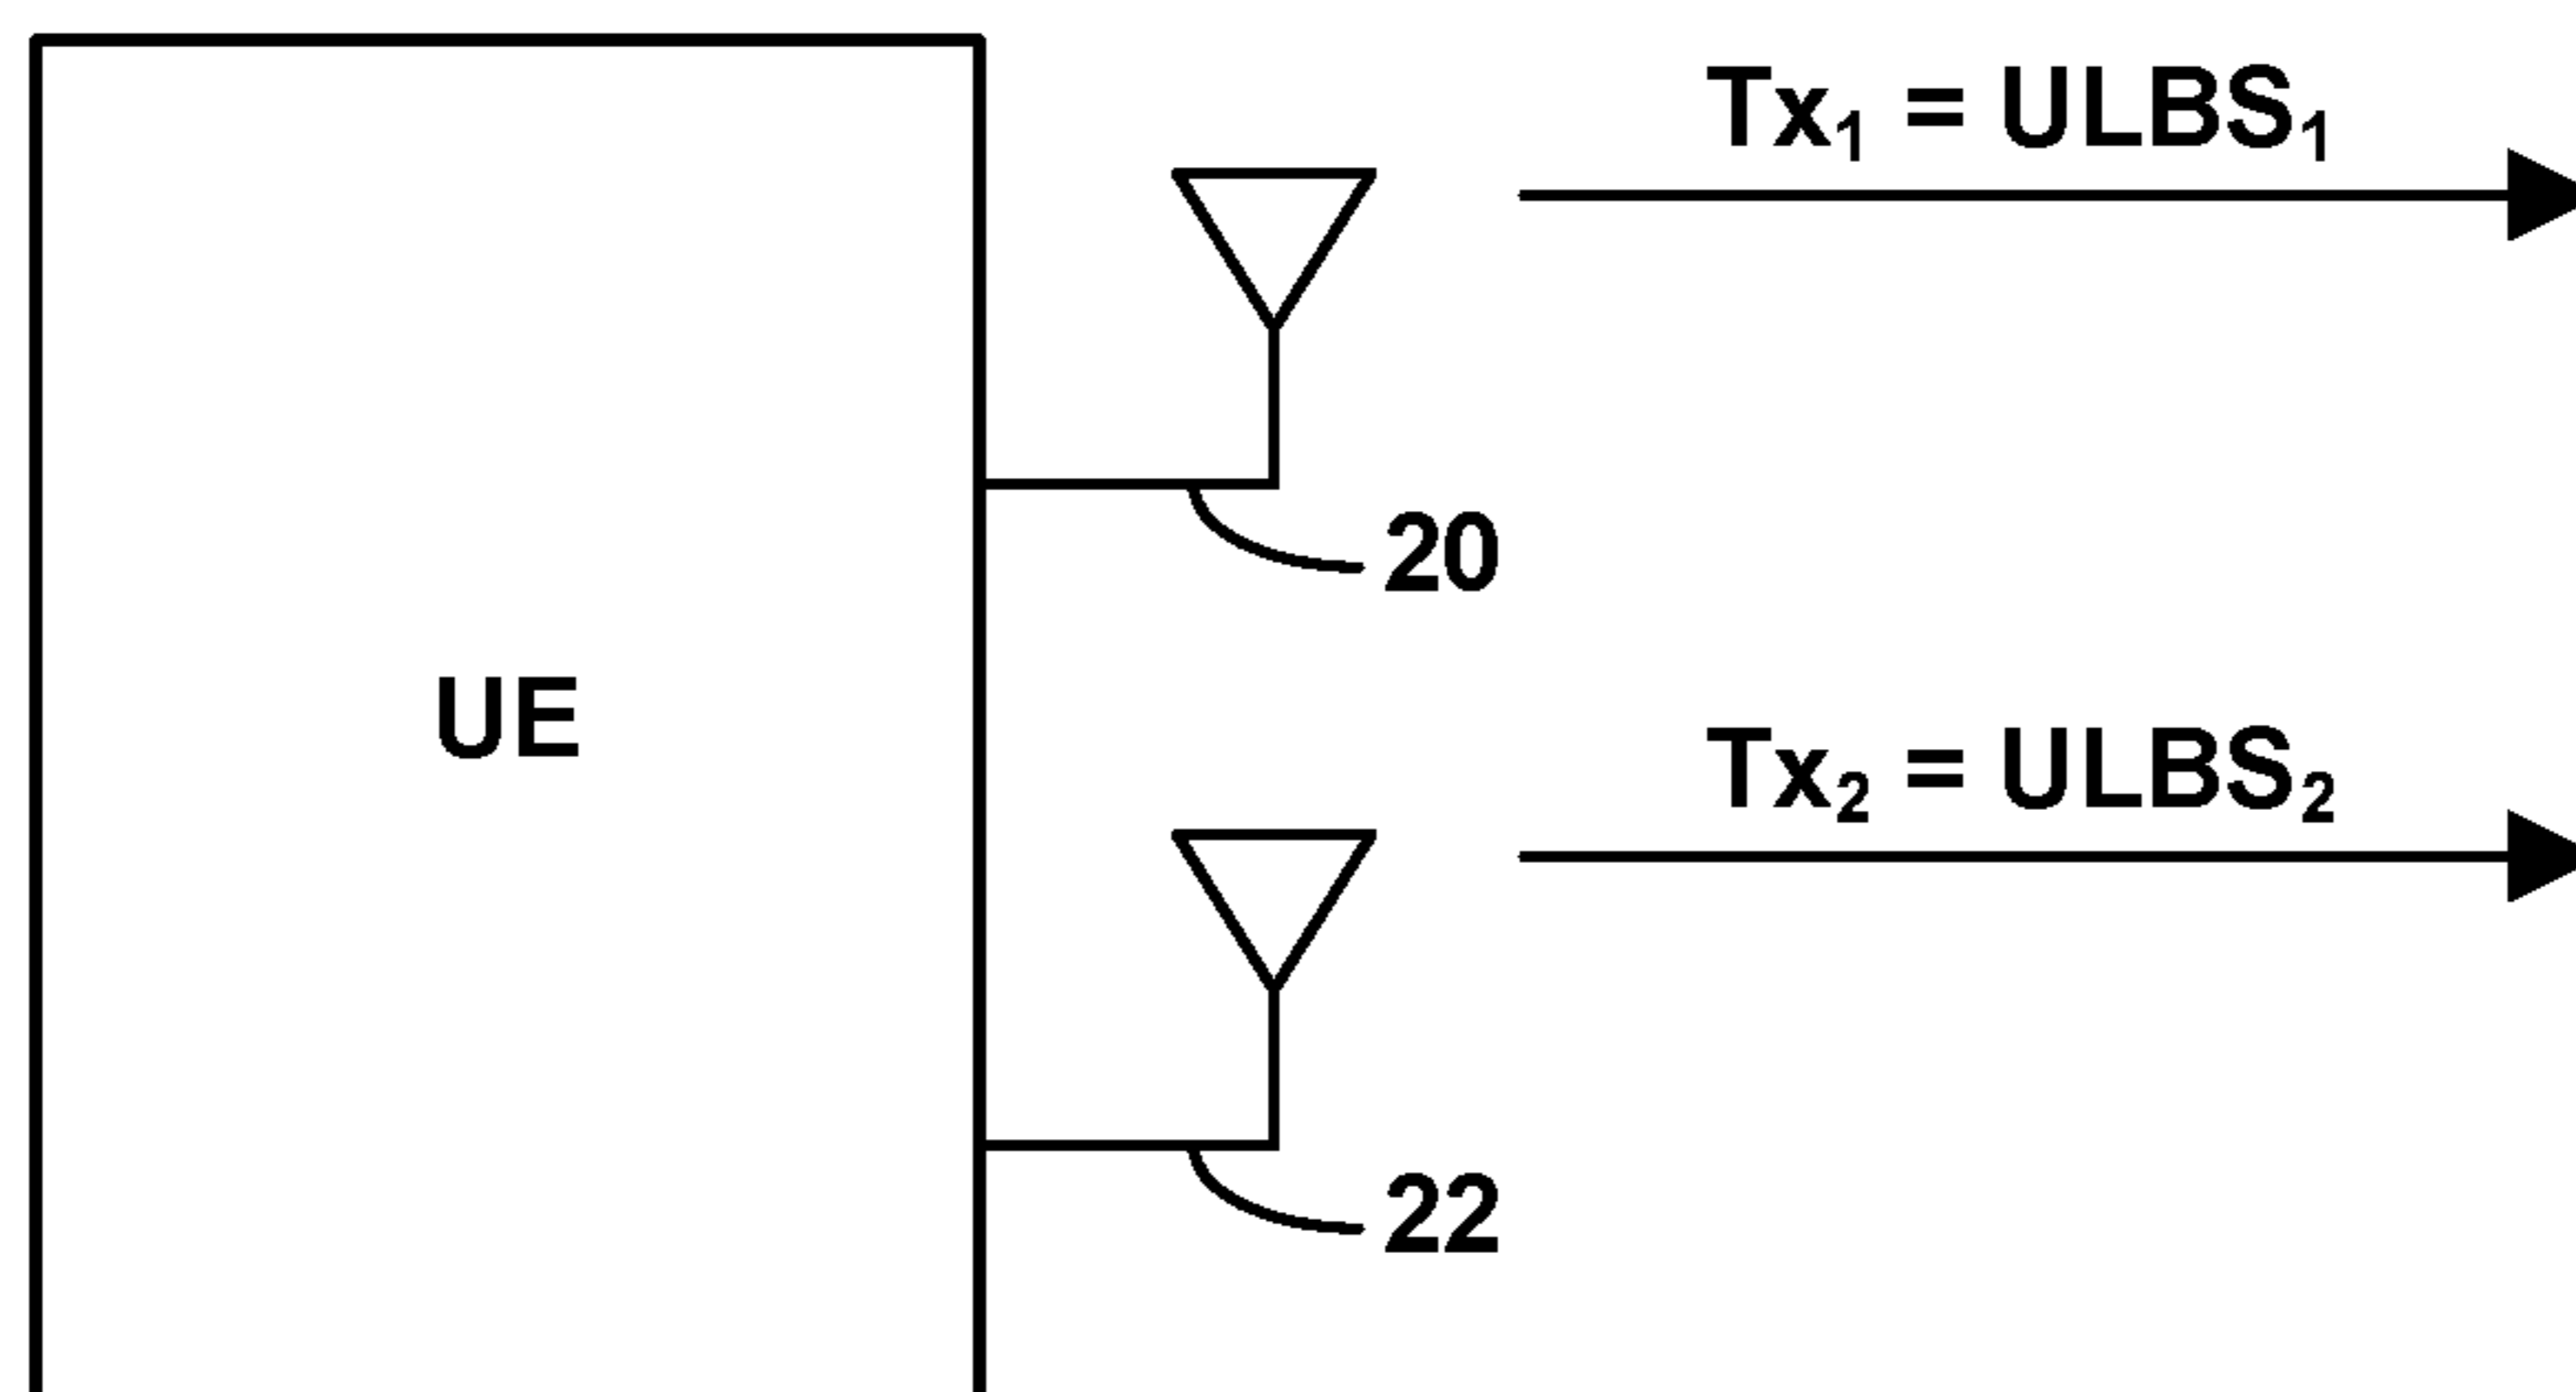 Tx₁ = ULBS₁
20
UE
Tx₂ = ULBS₂
22